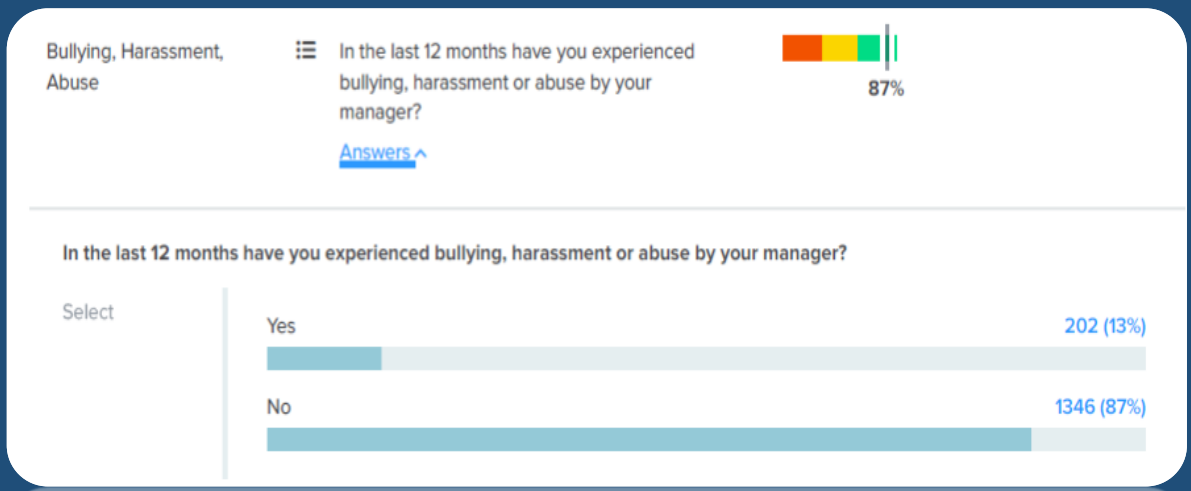 Bullying, Harassment,
Abuse
In the last 12 months have you experienced
bullying, harassment or abuse by your
manager?
Answers
87%
In the last 12 months have you experienced bullying, harassment or abuse by your manager?
Select
Yes
202 (13%)
No
1346 (87%)